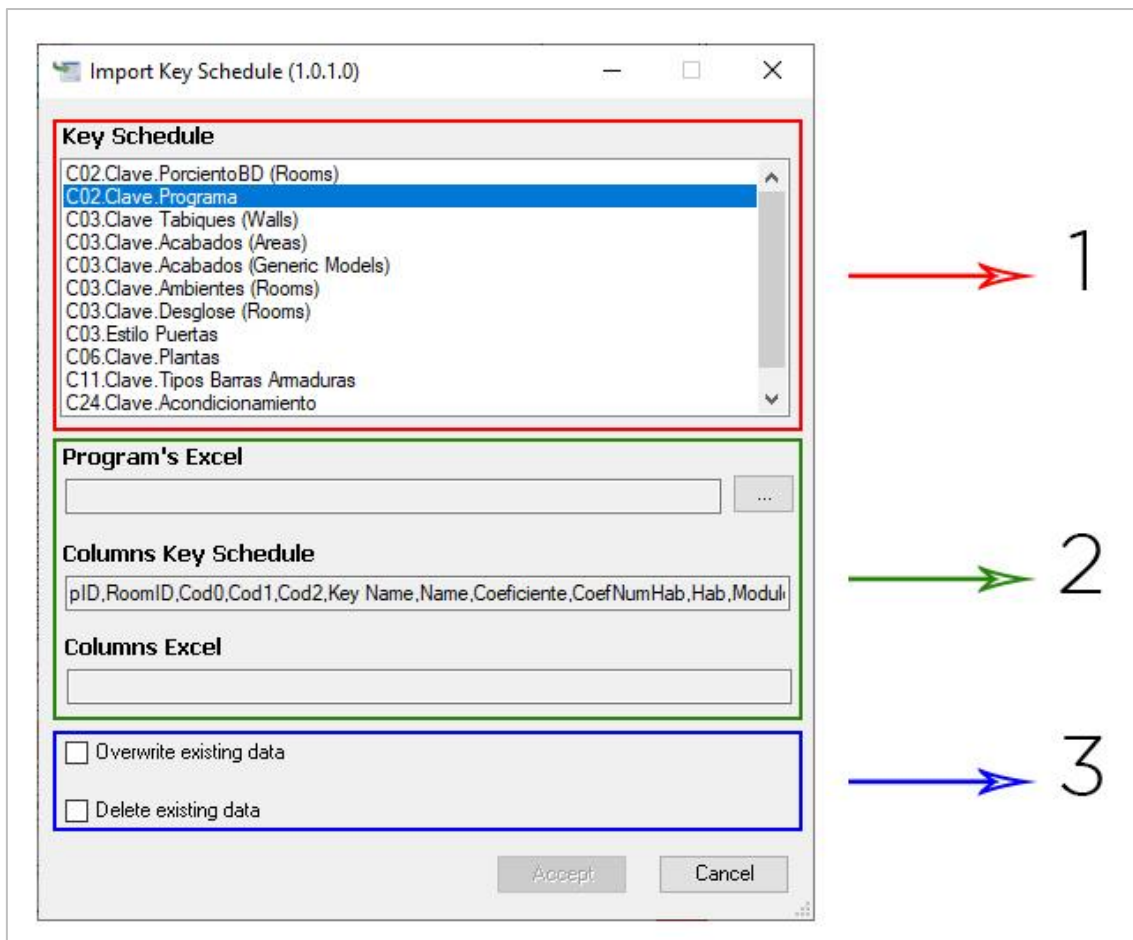 Import Key Schedule (1.0.1.0)
Key Schedule
C02.Clave.PorcientoBD (Rooms)
C02.Clave.Programa
C03.Clave Tabiques (Walls)
C03.Clave.Acabados (Areas)
C03.Clave.Acabados (Generic Models)
C03.Clave.Ambientes (Rooms)
C03.Clave.Desglose (Rooms)
C03.Estilo Puertas
C06.Clave.Plantas
C11.Clave.Tipos Barras Armaduras
C24.Clave.Acondicionamiento
1
Program's Excel
...
Columns Key Schedule
pID,RoomID,Cod0,Cod1,Cod2,Key Name,Name,Coeficiente,CoefNumHab,Hab,Modul
2
Columns Excel
Overwrite existing data
3
Delete existing data
Accept Cancel